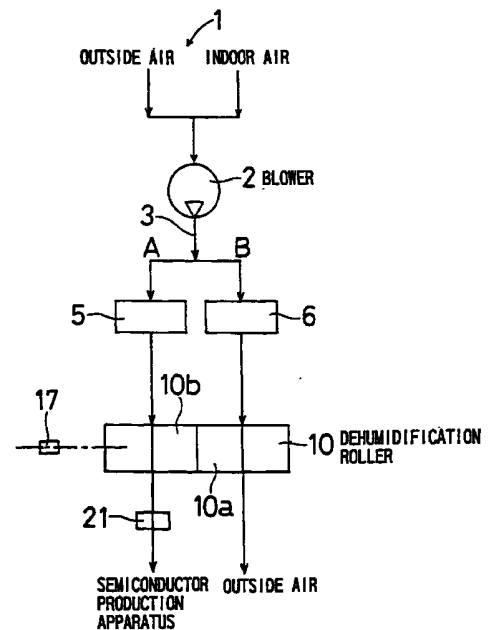 1
OUTSIDE AIR INDOOR AIR
2 BLOWER
3
A B
5 6
17 10b
10 DEHUMIDIFICATION
ROLLER
10a
21
SEMICONDUCTOR
PRODUCTION
APPARATUS
OUTSIDE AIR